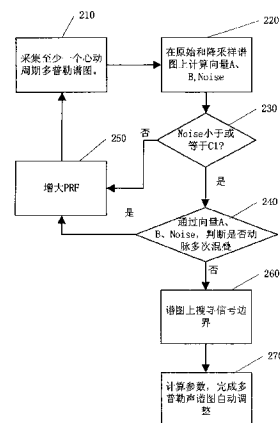 210
采集至少一个心动
周期多普勒谱图。
220
在原始和降采样谱
图上计算向量A、
B,Noise
230
Noise小于或
等于C1?
否
是
250
增大PRF
240
通过向量A、
B、Noise,判断是否动
脉多次混叠
是
否
260
谱图上搜寻信号边
界
270
计算参数,完成多
普勒声谱图自动调
整